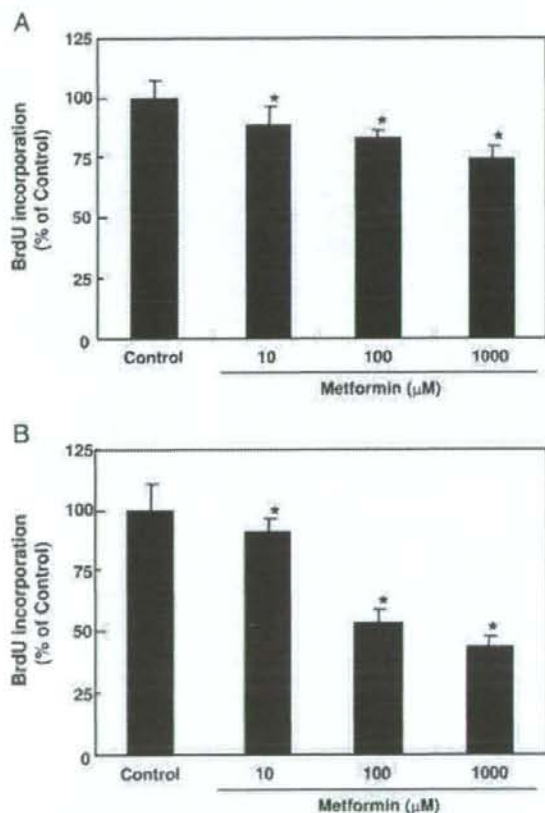 A
125
100
75
50
25
0
BrdU incorporation
(% of Control)
* * *
Control 10 100 1000
Metformin (μM)
B
125
100
75
50
25
0
BrdU incorporation
(% of Control)
* * *
Control 10 100 1000
Metformin (μM)